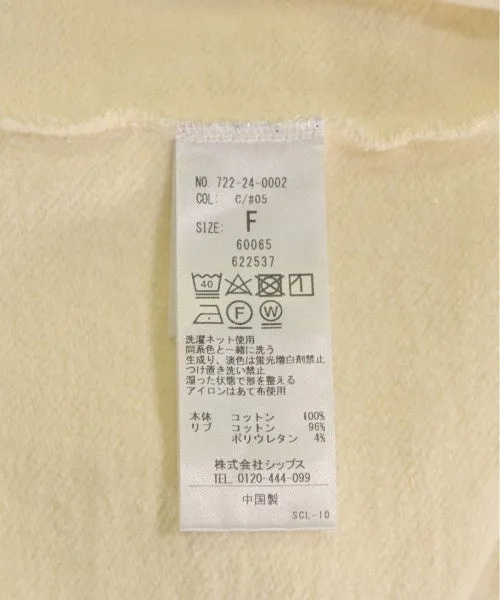 NO 722-24-0002
COL: C/#05
SIZE: F
60065
622537
40
F W
洗濯ネット使用
同系色と一緒に洗う
生成り、淡色は蛍光増白剤禁止
つけ置き洗い禁止
湿った状態で形を整える
アイロンはあて布使用
本体 コットン 100%
リブ コットン 96%
ポリウレタン 4%
株式会社シップス
TEL 0120-444-099
中国製
SCL-10